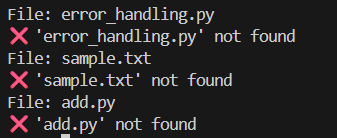 File: error_handling.py
❌ 'error_handling.py' not found
File: sample.txt
❌ 'sample.txt' not found
File: add.py
❌ 'add.py' not found